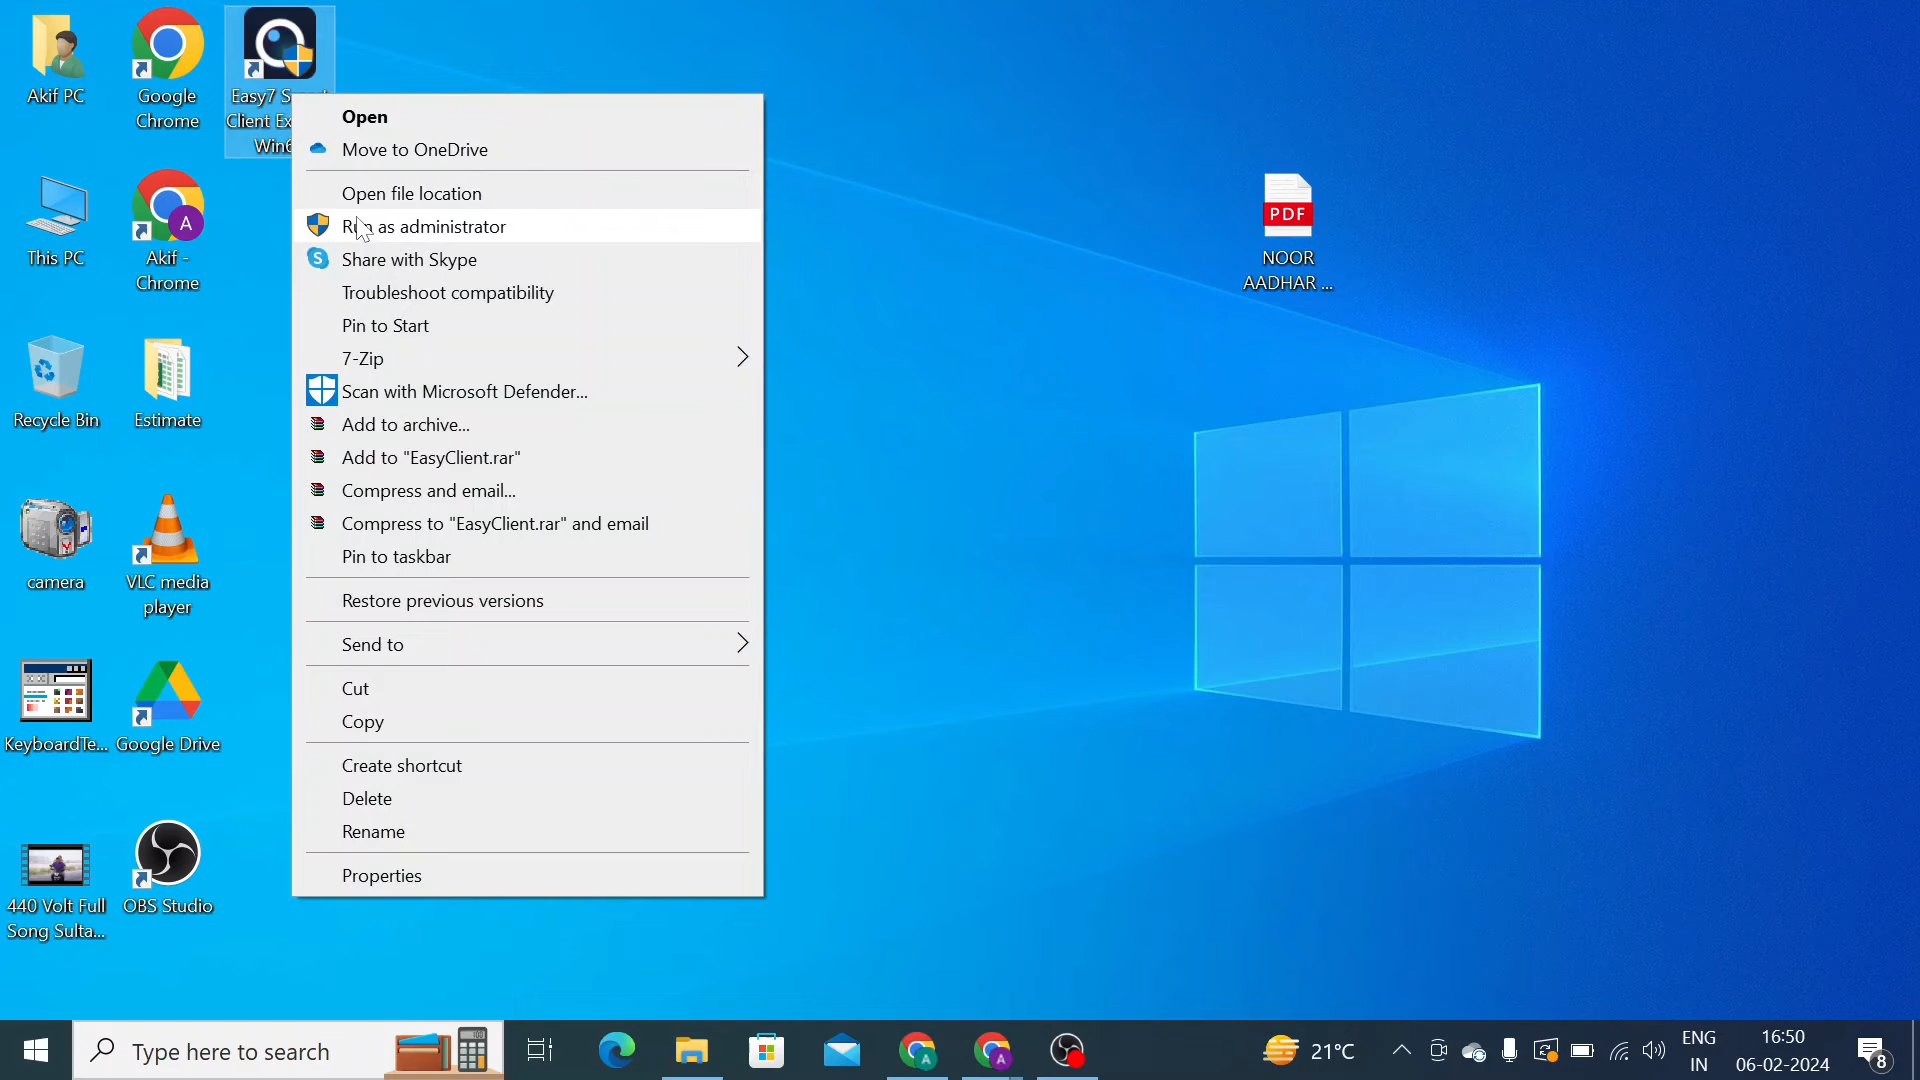 Akif PC
Google
Chrome
Easy7 S
Client Ex
Win6
This PC
Akif -
Chrome
A
Recycle Bin
Estimate
camera
VLC media
player
KeyboardTe...
Google Drive
440 Volt Full
Song Sulta...
OBS Studio
Open
Move to OneDrive
Open file location
Run as administrator
S
Share with Skype
Troubleshoot compatibility
Pin to Start
7-Zip
Scan with Microsoft Defender...
Add to archive...
Add to "EasyClient.rar"
Compress and email...
Compress to "EasyClient.rar" and email
Pin to taskbar
Restore previous versions
Send to
Cut
Copy
Create shortcut
Delete
Rename
Properties
PDF
NOOR
AADHAR ...
Type here to search
A
A
21°C
ENG
IN
16:50
06-02-2024
8